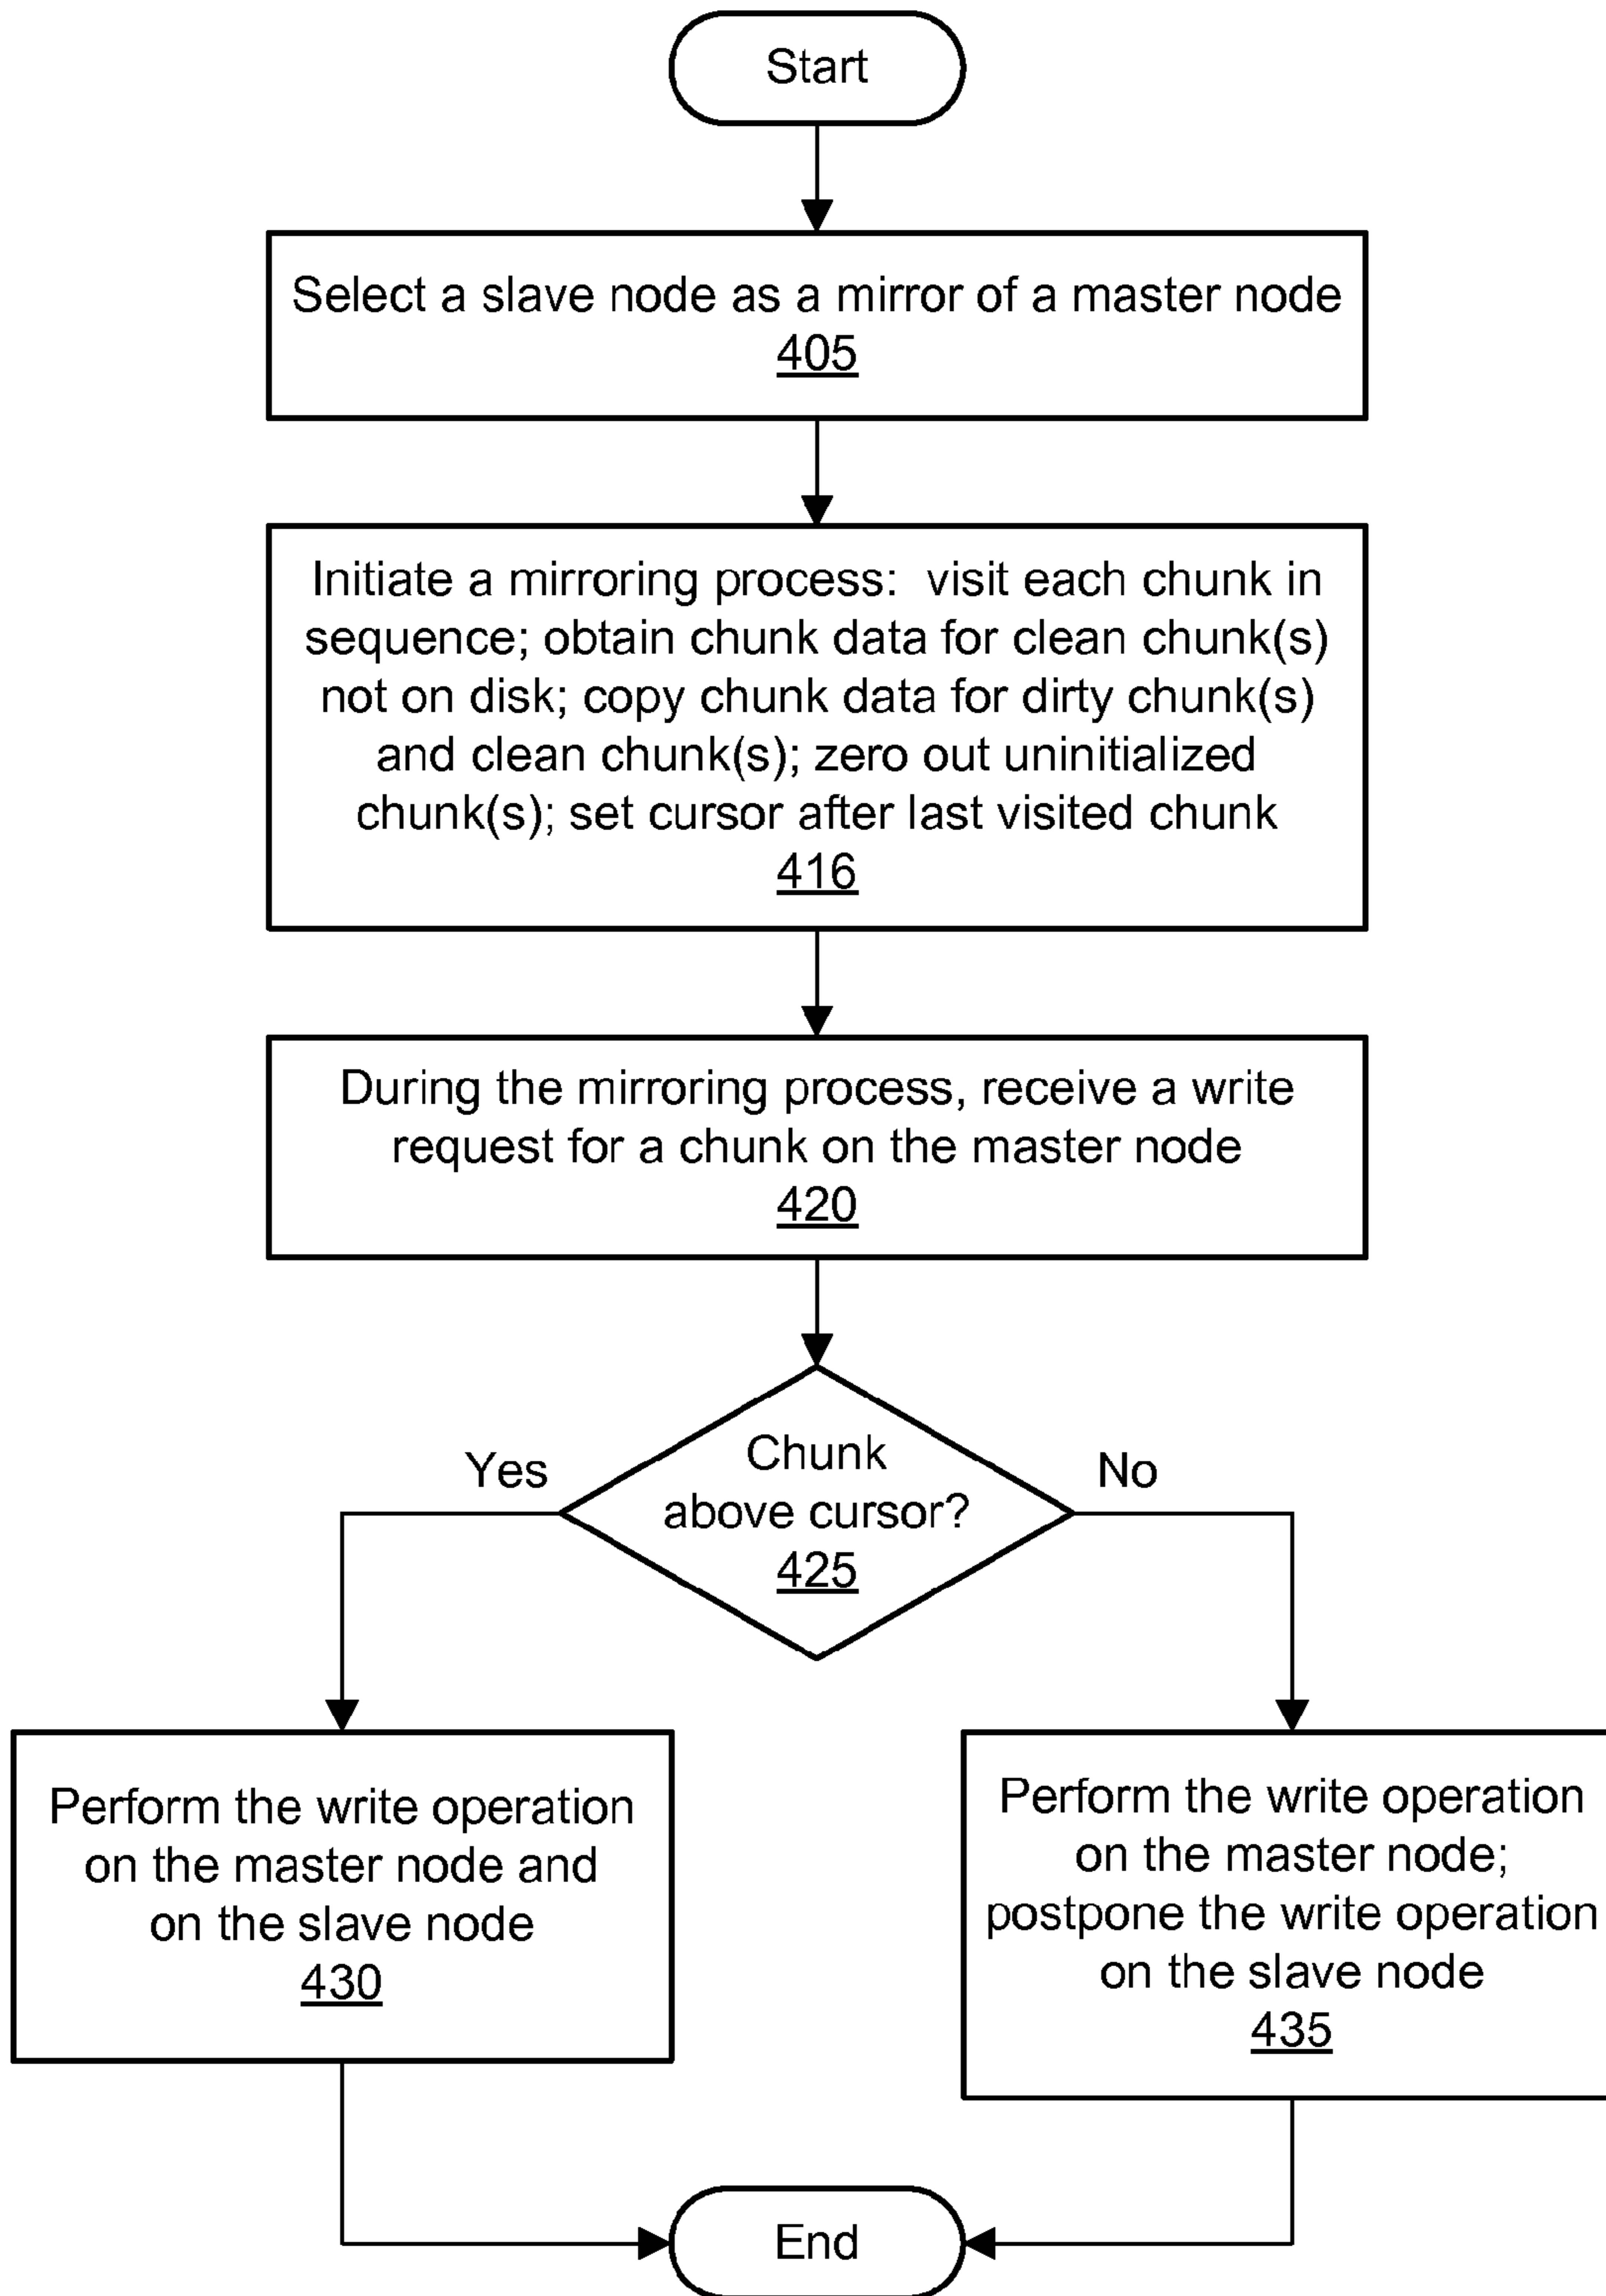 Start
Select a slave node as a mirror of a master node
405
Initiate a mirroring process: visit each chunk in
sequence; obtain chunk data for clean chunk(s)
not on disk; copy chunk data for dirty chunk(s)
and clean chunk(s); zero out uninitialized
chunk(s); set cursor after last visited chunk
416
During the mirroring process, receive a write
request for a chunk on the master node
420
Chunk
above cursor?
425
Yes
No
Perform the write operation
on the master node and
on the slave node
430
Perform the write operation
on the master node;
postpone the write operation
on the slave node
435
End